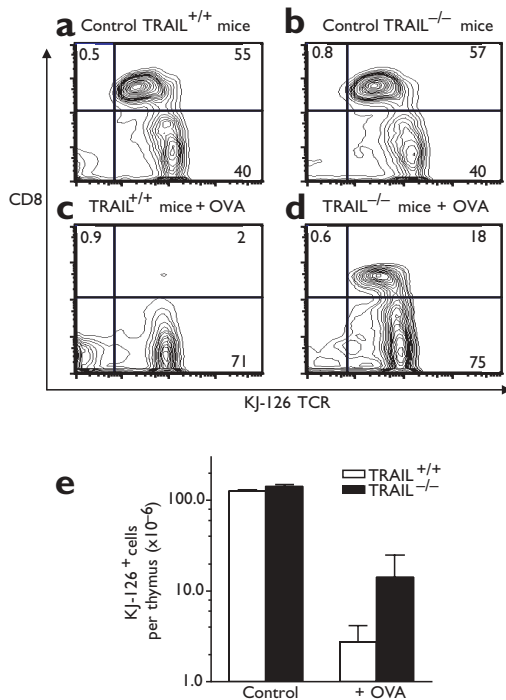 a Control TRAIL+/+ mice
b Control TRAIL−/− mice
0.5 55
40
0.8 57
40
CD8
c TRAIL+/+ mice + OVA
d TRAIL−/− mice + OVA
0.9 2
71
0.6 18
75
KJ-126 TCR
e
TRAIL+/+
TRAIL−/−
KJ-126+ cells
per thymus (x10−6)
100.0
10.0
1.0
Control
+ OVA